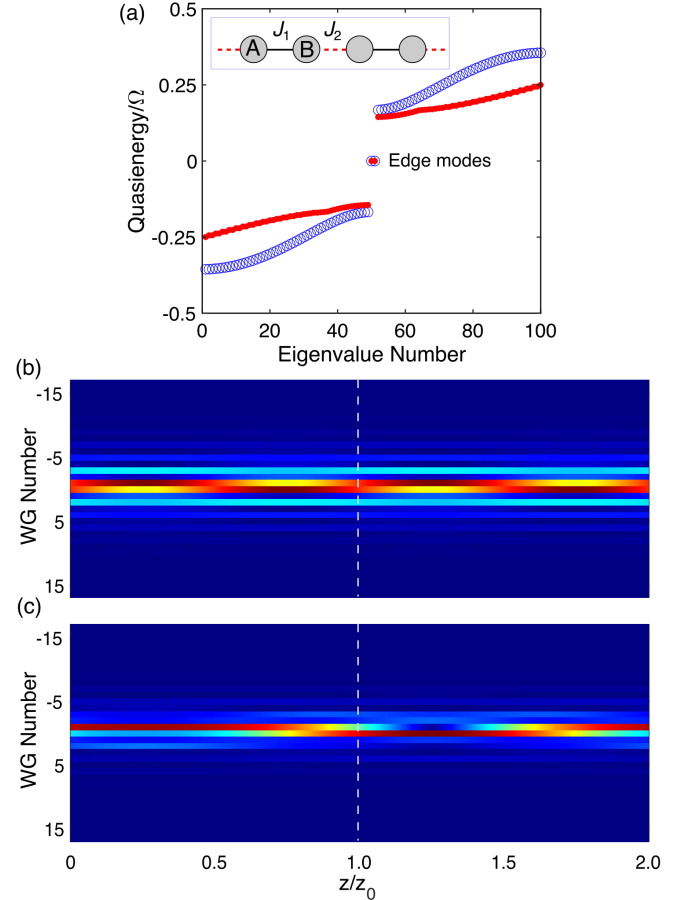 (a)
0.5
0.25
0
-0.25
-0.5
Quasienergy/Ω
J1 J2
A B
Edge modes
0 20 40 60 80 100
Eigenvalue Number
(b)
-15
-5
5
15
WG Number
(c)
-15
-5
5
15
WG Number
0 0.5 1.0 1.5 2.0
z/z0